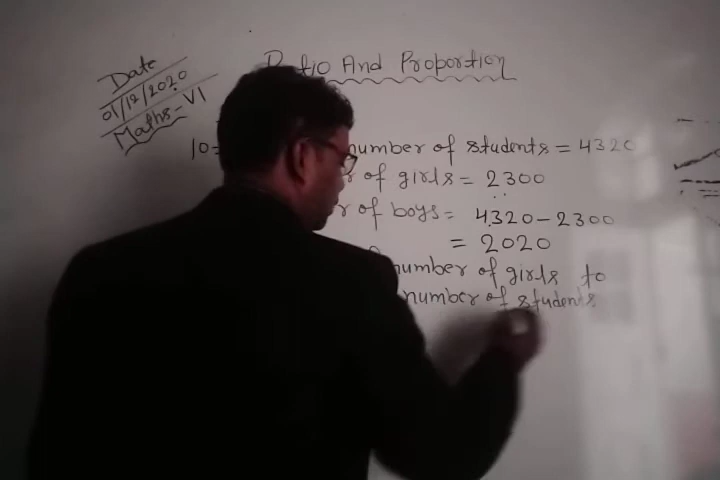 Date
01/12/2020
Maths-VI
Ratio And Proportion
10= number of students = 4320
of girls = 2300
of boys = 4320-2300
= 2020
number of girls to
number of students